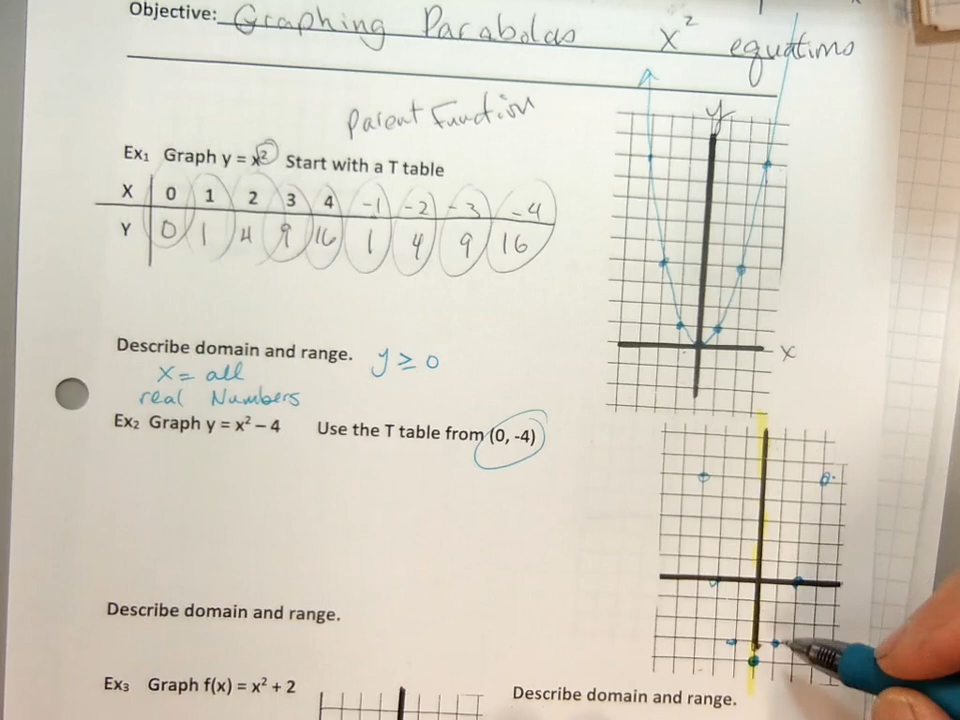 Objective: Graphing Parabolas x² equations
Parent Function
Ex1 Graph y = x² Start with a T table
X 0 1 2 3 4 -1 -2 -3 -4
Y 0 1 4 9 16 1 4 9 16
y
x
Describe domain and range. y ≥ 0
x = all
real Numbers
Ex2 Graph y = x² – 4 Use the T table from (0, -4)
Describe domain and range.
Ex3 Graph f(x) = x² + 2
Describe domain and range.